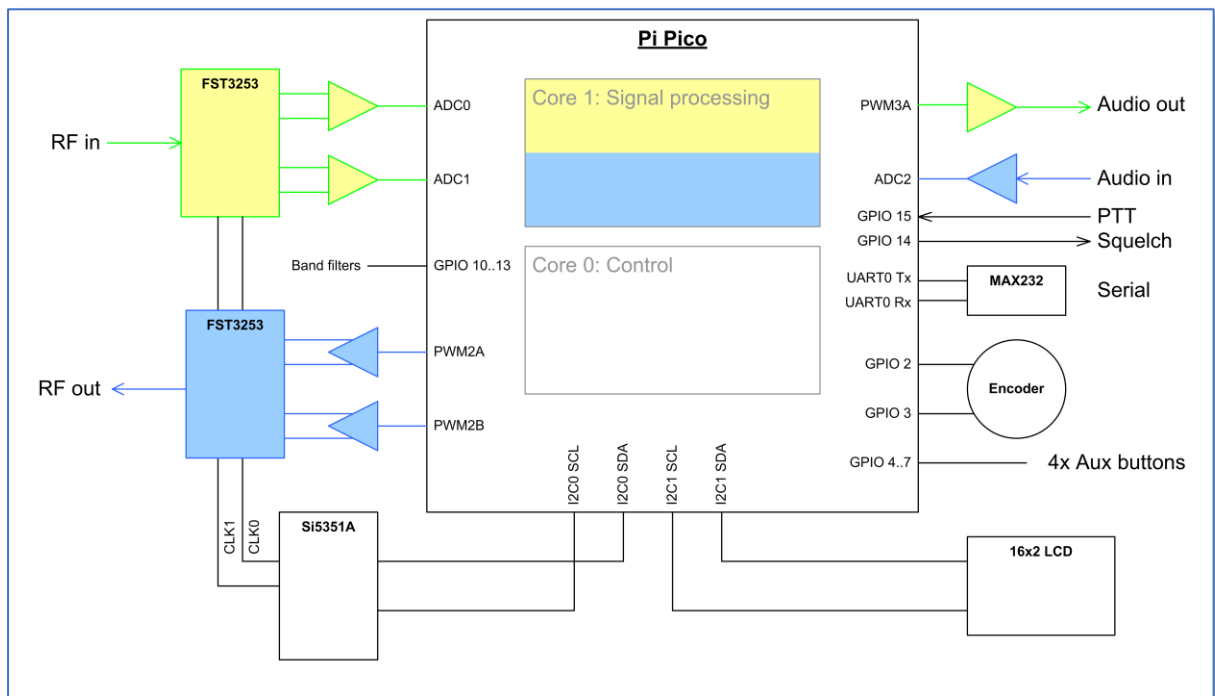 Pi Pico
FST3253
Core 1: Signal processing
ADC0
PWM3A
Audio out
RF in
ADC1
ADC2
Audio in
GPIO 15
PTT
GPIO 14
Squelch
Band filters
GPIO 10..13
Core 0: Control
UART0 Tx
MAX232
Serial
UART0 Rx
FST3253
PWM2A
GPIO 2
RF out
Encoder
PWM2B
GPIO 3
GPIO 4..7
4x Aux buttons
I2C0 SCL
I2C0 SDA
I2C1 SCL
I2C1 SDA
CLK1
CLK0
Si5351A
16x2 LCD